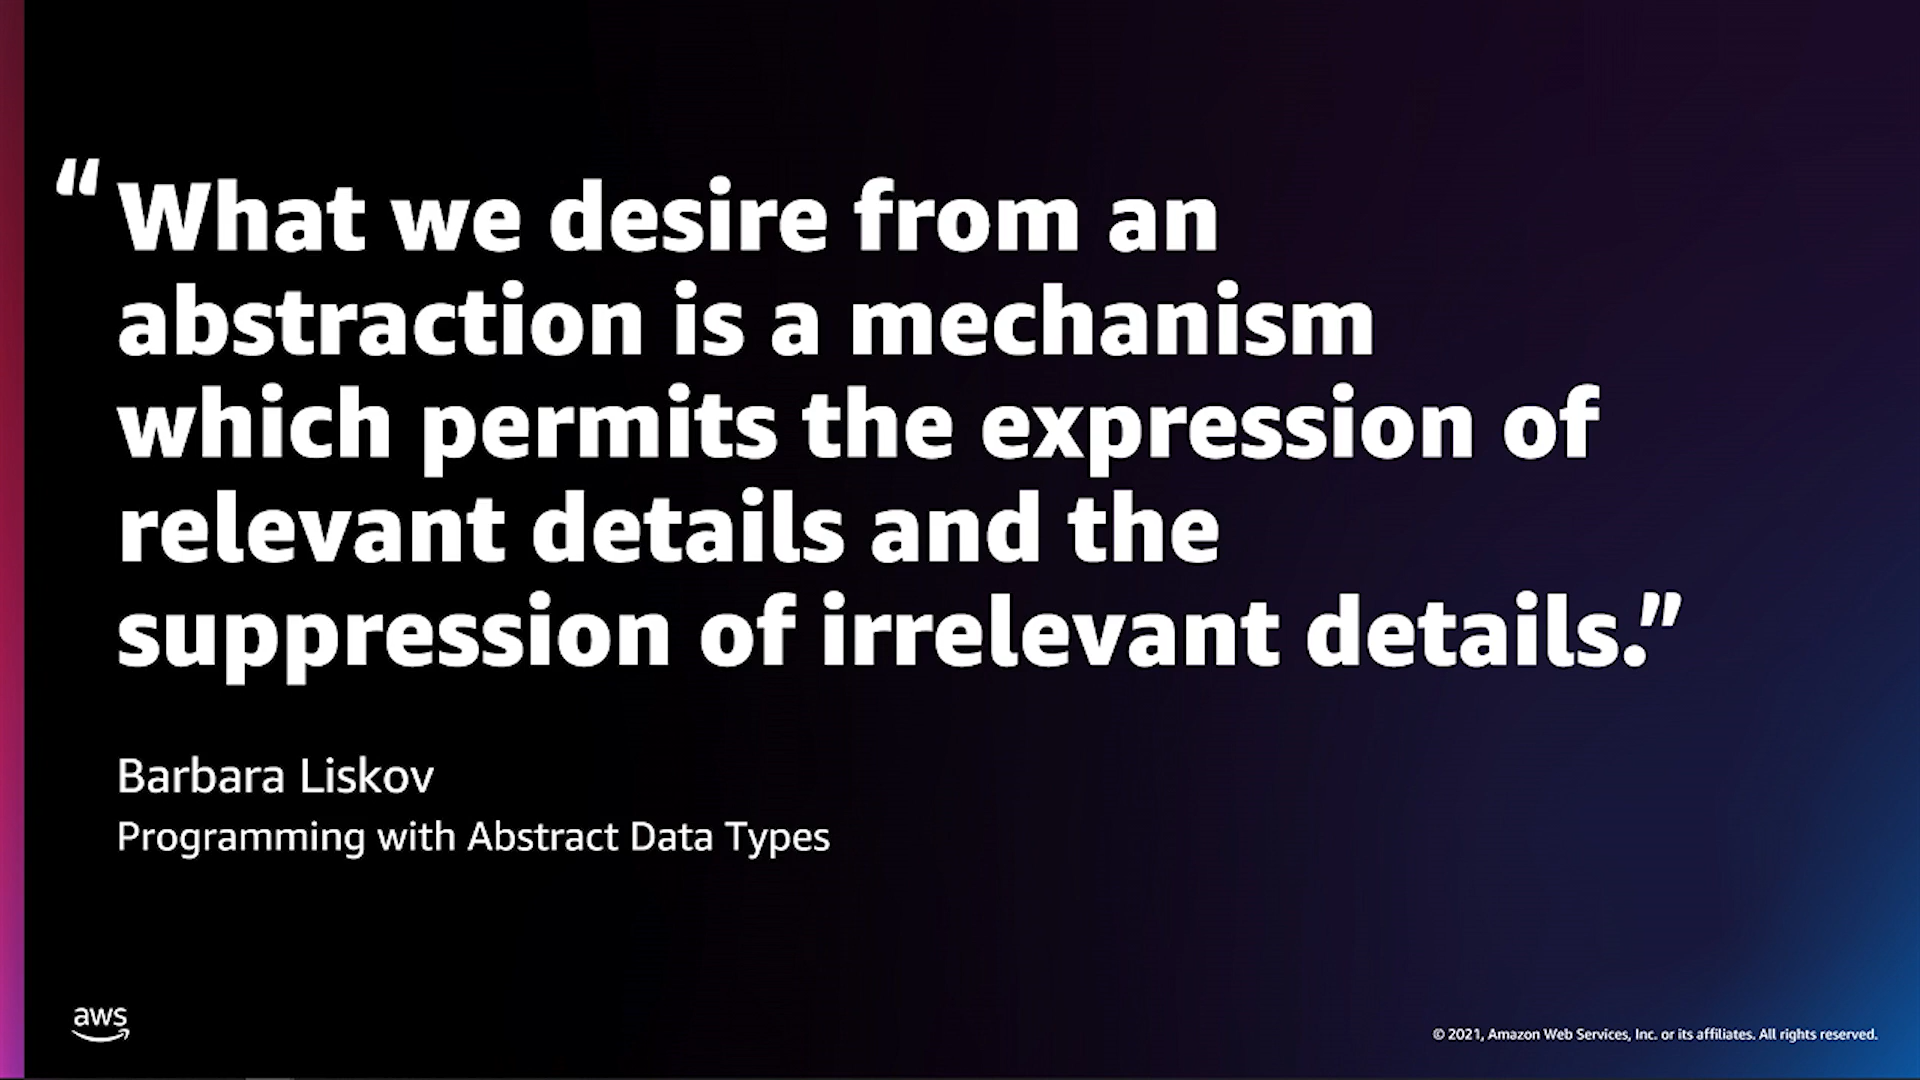 “What we desire from an
abstraction is a mechanism
which permits the expression of
relevant details and the
suppression of irrelevant details.”
Barbara Liskov
Programming with Abstract Data Types
aws
© 2021, Amazon Web Services, Inc. or its affiliates. All rights reserved.